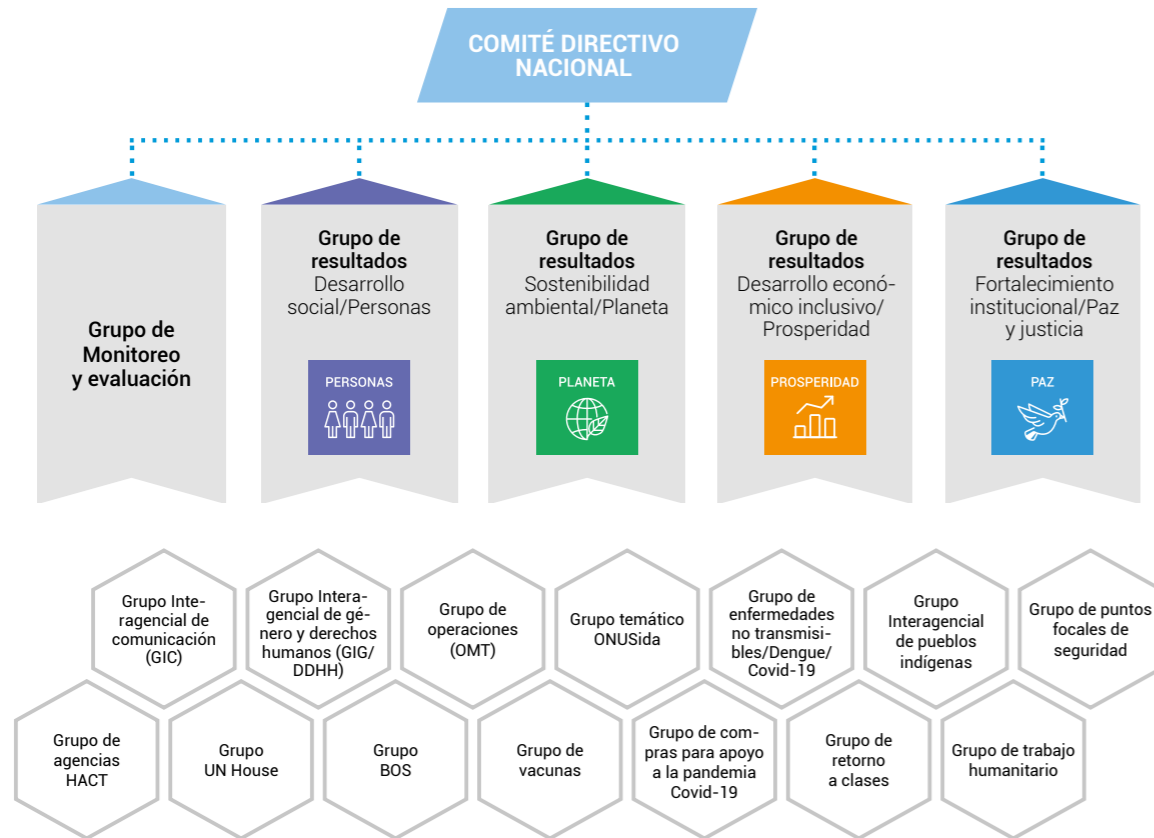 COMITÉ DIRECTIVO
NACIONAL
Grupo de
Monitoreo
y evaluación
Grupo de
resultados
Desarrollo
social/Personas
PERSONAS
Grupo de
resultados
Sostenibilidad
ambiental/Planeta
PLANETA
Grupo de
resultados
Desarrollo econó-
mico inclusivo/
Prosperidad
PROSPERIDAD
Grupo de
resultados
Fortalecimiento
institucional/Paz
y justicia
PAZ
Grupo Inte-
ragencial de
comunicación
(GIC)
Grupo Interа-
gencial de gé-
nero y derechos
humanos (GIG/
DDHH)
Grupo de
operaciones
(OMT)
Grupo temático
ONUSida
Grupo de
enfermedades
no transmisi-
bles/Dengue/
Covid-19
Grupo
Interagencial
de pueblos
indígenas
Grupo de puntos
focales de
seguridad
Grupo de
agencias
HACT
Grupo
UN House
Grupo
BOS
Grupo de
vacunas
Grupo de com-
pras para apoyo
a la pandemia
Covid-19
Grupo de
retorno
a clases
Grupo de trabajo
humanitario